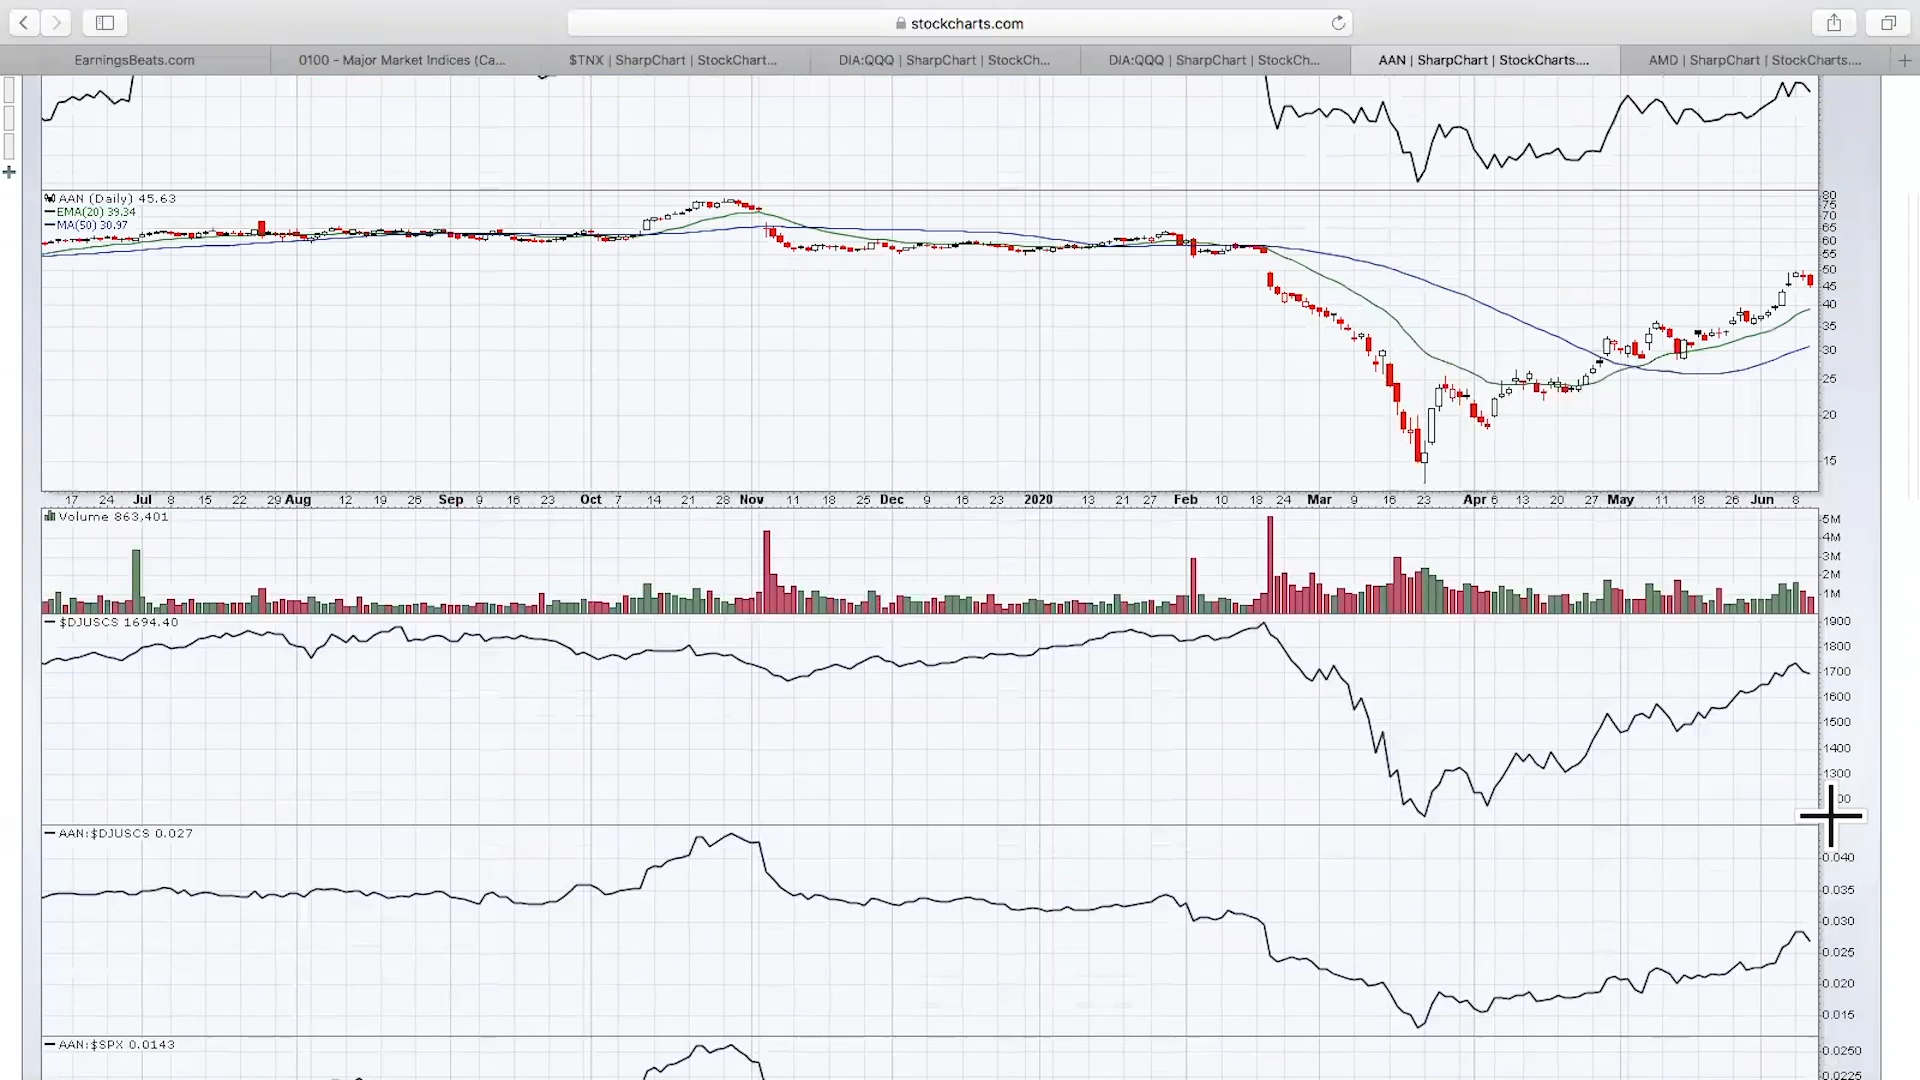 stockcharts.com
EarningsBeats.com
0100 - Major Market Indices (Ca...
$TNX | SharpChart | StockChart...
DIA:QQQ | SharpChart | StockCh...
DIA:QQQ | SharpChart | StockCh...
AAN | SharpChart | StockCharts....
AMD | SharpChart | StockCharts....
AAN (Daily) 45.63
EMA(20) 39.34
MA(50) 30.97
80
75
70
65
60
55
50
45
40
35
30
25
20
15
17 24 Jul 8 15 22 29 Aug 12 19 26 Sep 9 16 23 Oct 7 14 21 28 Nov 11 18 25 Dec 9 16 23 2020 13 21 27 Feb 10 18 24 Mar 9 16 23 Apr 6 13 20 27 May 11 18 26 Jun 8
Volume 863,401
5M
4M
3M
2M
1M
$DJUSCS 1694.40
1900
1800
1700
1600
1500
1400
1300
AAN:$DJUSCS 0.027
0.040
0.035
0.030
0.025
0.020
0.015
AAN:$SPX 0.0143
0.0250
0.0225